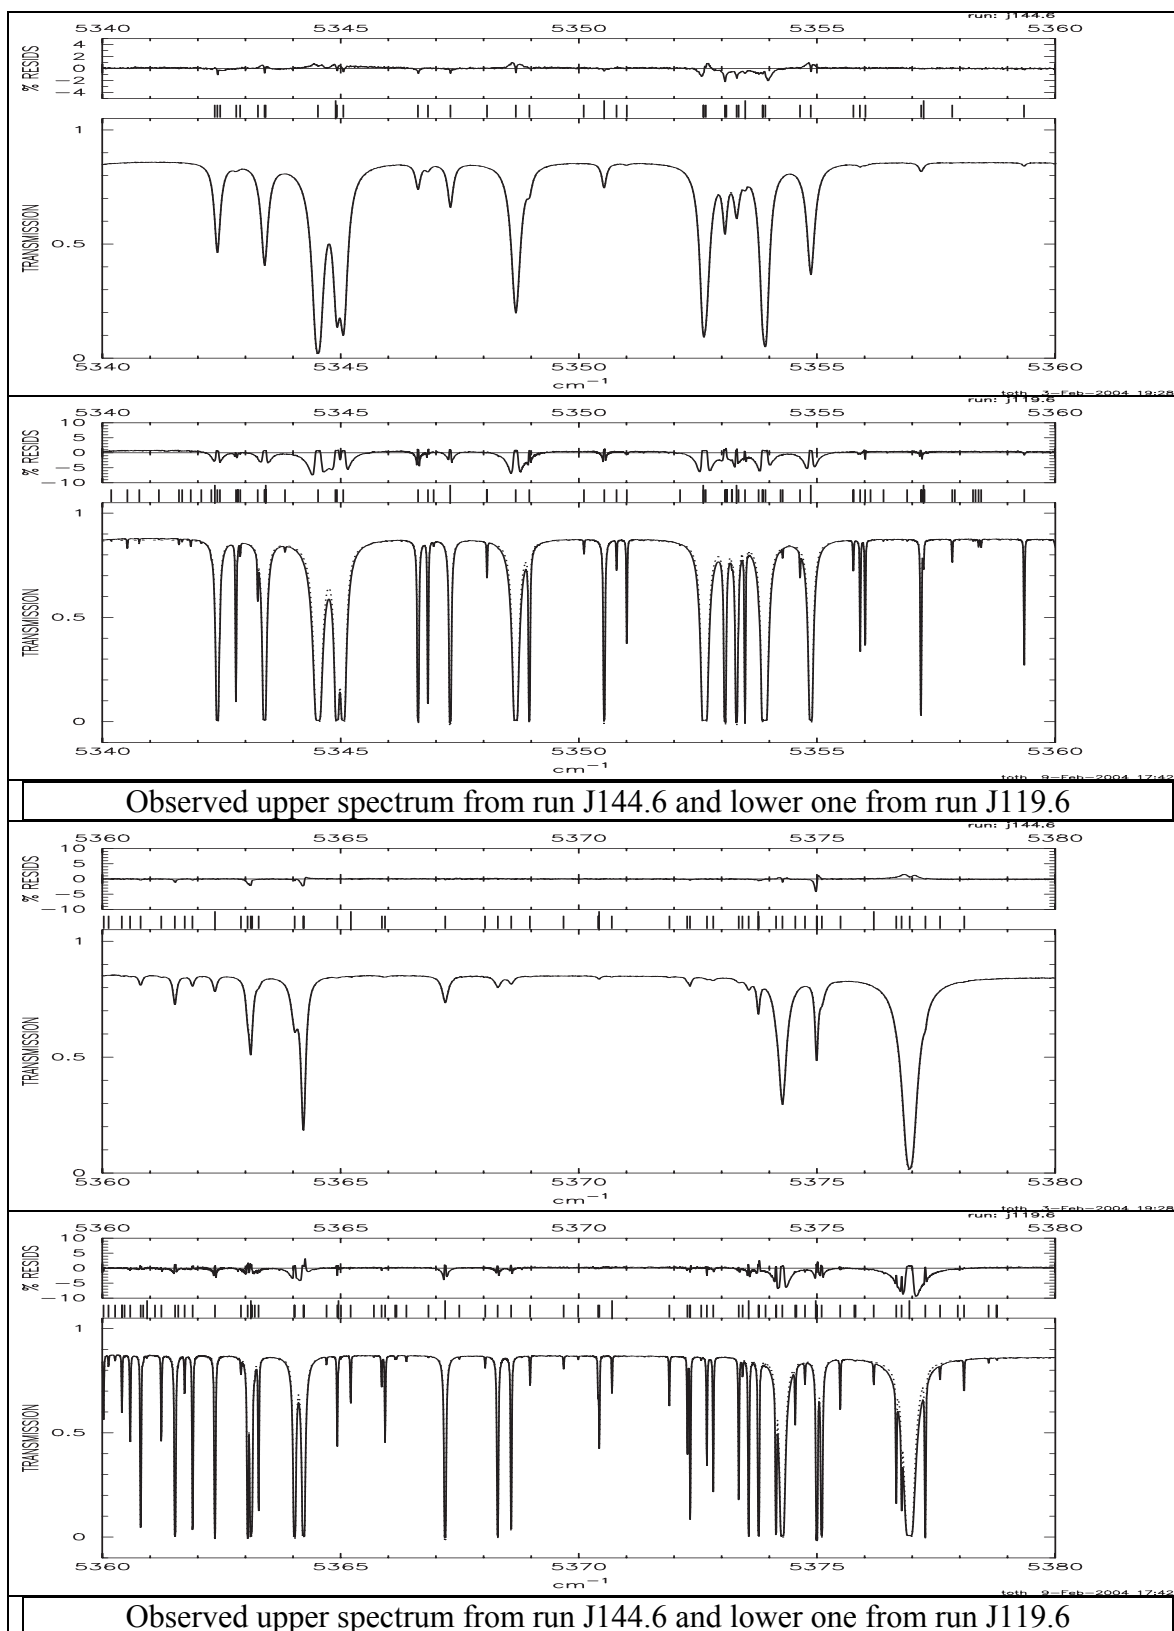 run: j144.6
5340 5345 5350 5355 5360
% RESIDS
4
2
0
−2
−4
TRANSMISSION
1
0.5
0
5340 5345 5350 5355 5360
cm−1
toth 3-Feb-2004 19:28
run: j119.6
5340 5345 5350 5355 5360
% RESIDS
10
5
0
−5
−10
TRANSMISSION
1
0.5
0
5340 5345 5350 5355 5360
cm−1
toth 9-Feb-2004 17:42
Observed upper spectrum from run J144.6 and lower one from run J119.6
run: j144.6
5360 5365 5370 5375 5380
% RESIDS
10
5
0
−5
−10
TRANSMISSION
1
0.5
0
5360 5365 5370 5375 5380
cm−1
toth 3-Feb-2004 19:28
run: j119.6
5360 5365 5370 5375 5380
% RESIDS
10
5
0
−5
−10
TRANSMISSION
1
0.5
0
5360 5365 5370 5375 5380
cm−1
toth 9-Feb-2004 17:42
Observed upper spectrum from run J144.6 and lower one from run J119.6